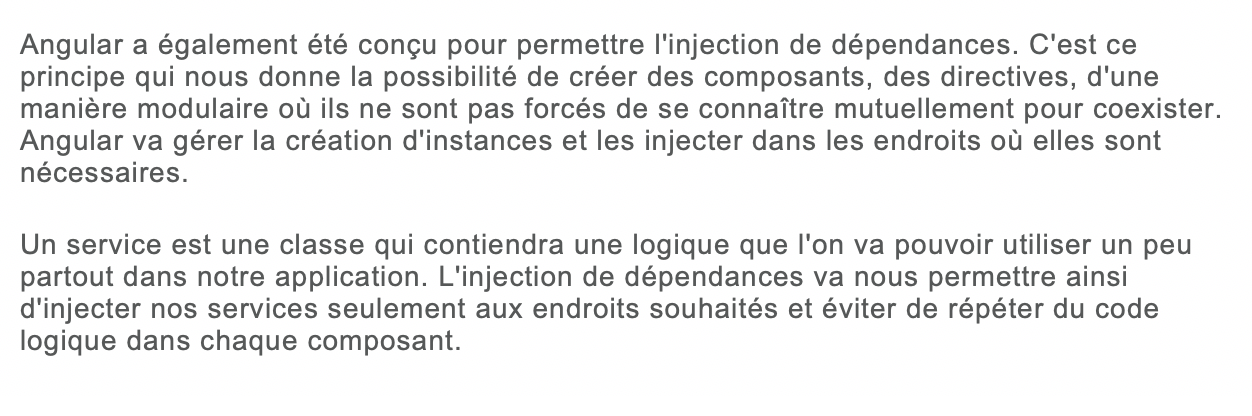 Angular a également été conçu pour permettre l'injection de dépendances. C'est ce
principe qui nous donne la possibilité de créer des composants, des directives, d'une
manière modulaire où ils ne sont pas forcés de se connaître mutuellement pour coexister.
Angular va gérer la création d'instances et les injecter dans les endroits où elles sont
nécessaires.
Un service est une classe qui contiendra une logique que l'on va pouvoir utiliser un peu
partout dans notre application. L'injection de dépendances va nous permettre ainsi
d'injecter nos services seulement aux endroits souhaités et éviter de répéter du code
logique dans chaque composant.